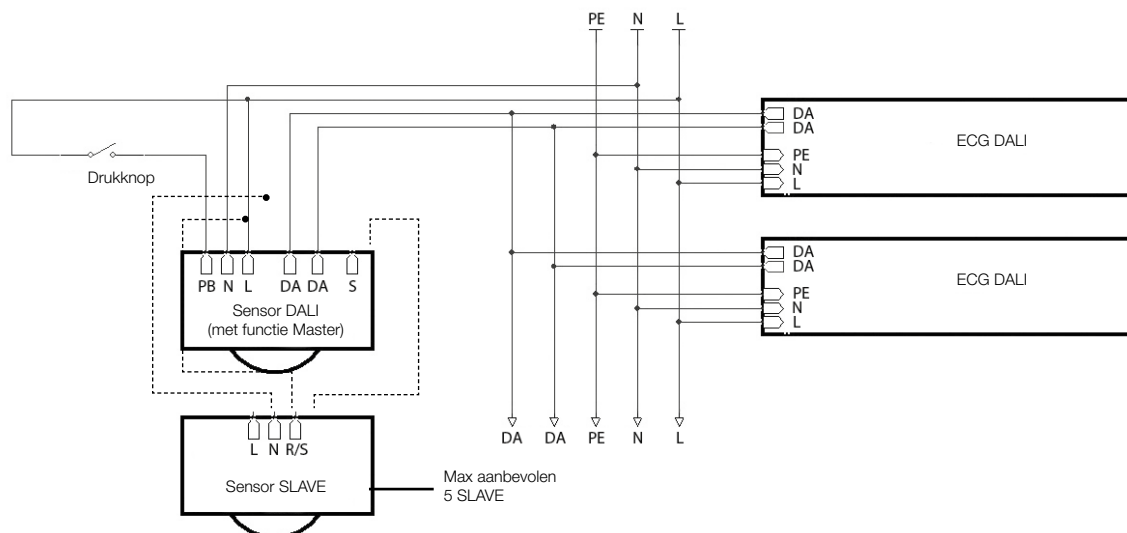 PE N L
DA
DA
ECG DALI
PE
N
L
Drukknop
PB N L DA DA S
Sensor DALI
(met functie Master)
DA
DA
ECG DALI
PE
N
L
DA DA PE N L
L N R/S
Sensor SLAVE
Max aanbevolen
5 SLAVE